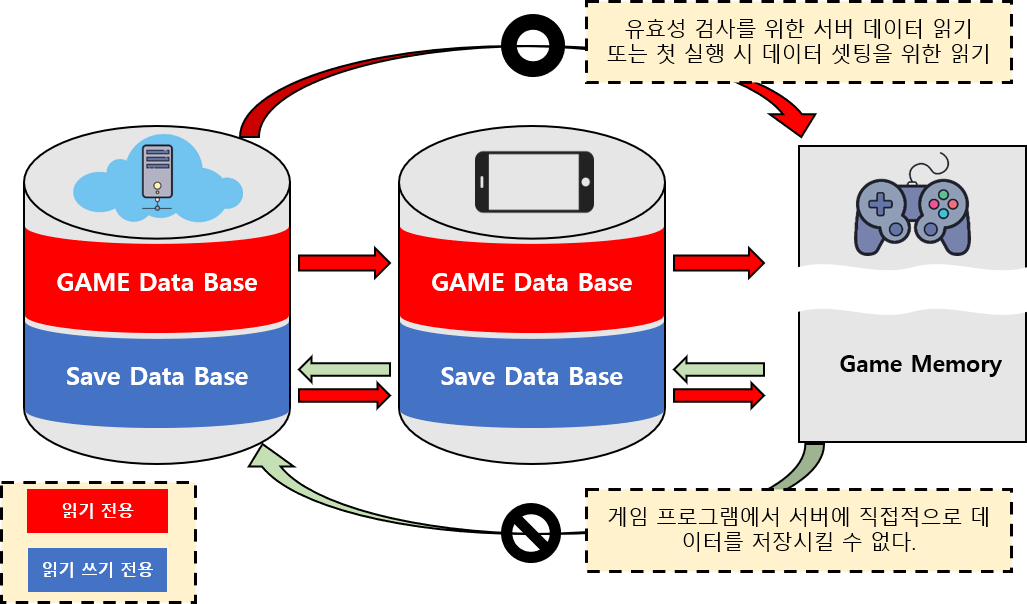 유효성 검사를 위한 서버 데이터 읽기
또는 첫 실행 시 데이터 셋팅을 위한 읽기
GAME Data Base
GAME Data Base
Save Data Base
Save Data Base
Game Memory
읽기 전용
읽기 쓰기 전용
게임 프로그램에서 서버에 직접적으로 데
이터를 저장시킬 수 없다.